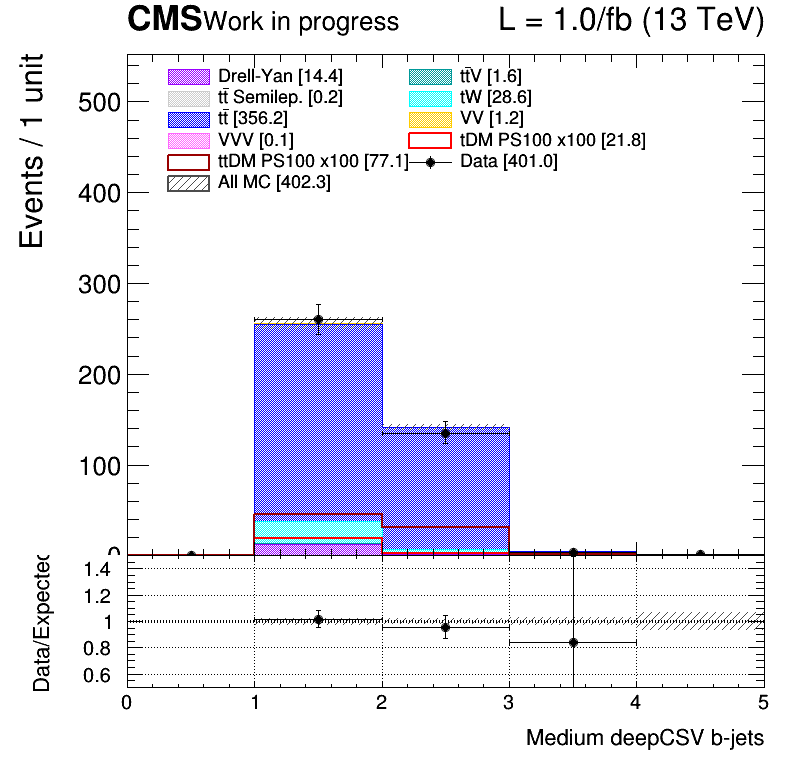 CMS Work in progress L = 1.0/fb (13 TeV)
Drell-Yan [14.4] tt̄V [1.6]
tt̄ Semilep. [0.2] tW [28.6]
tt̄ [356.2] VV [1.2]
VVV [0.1] tDM PS100 x100 [21.8]
ttDM PS100 x100 [77.1] Data [401.0]
All MC [402.3]
Events / 1 unit
500
400
300
200
100
0
Data/Expected
1.4
1.2
1
0.8
0.6
0 1 2 3 4 5
Medium deepCSV b-jets